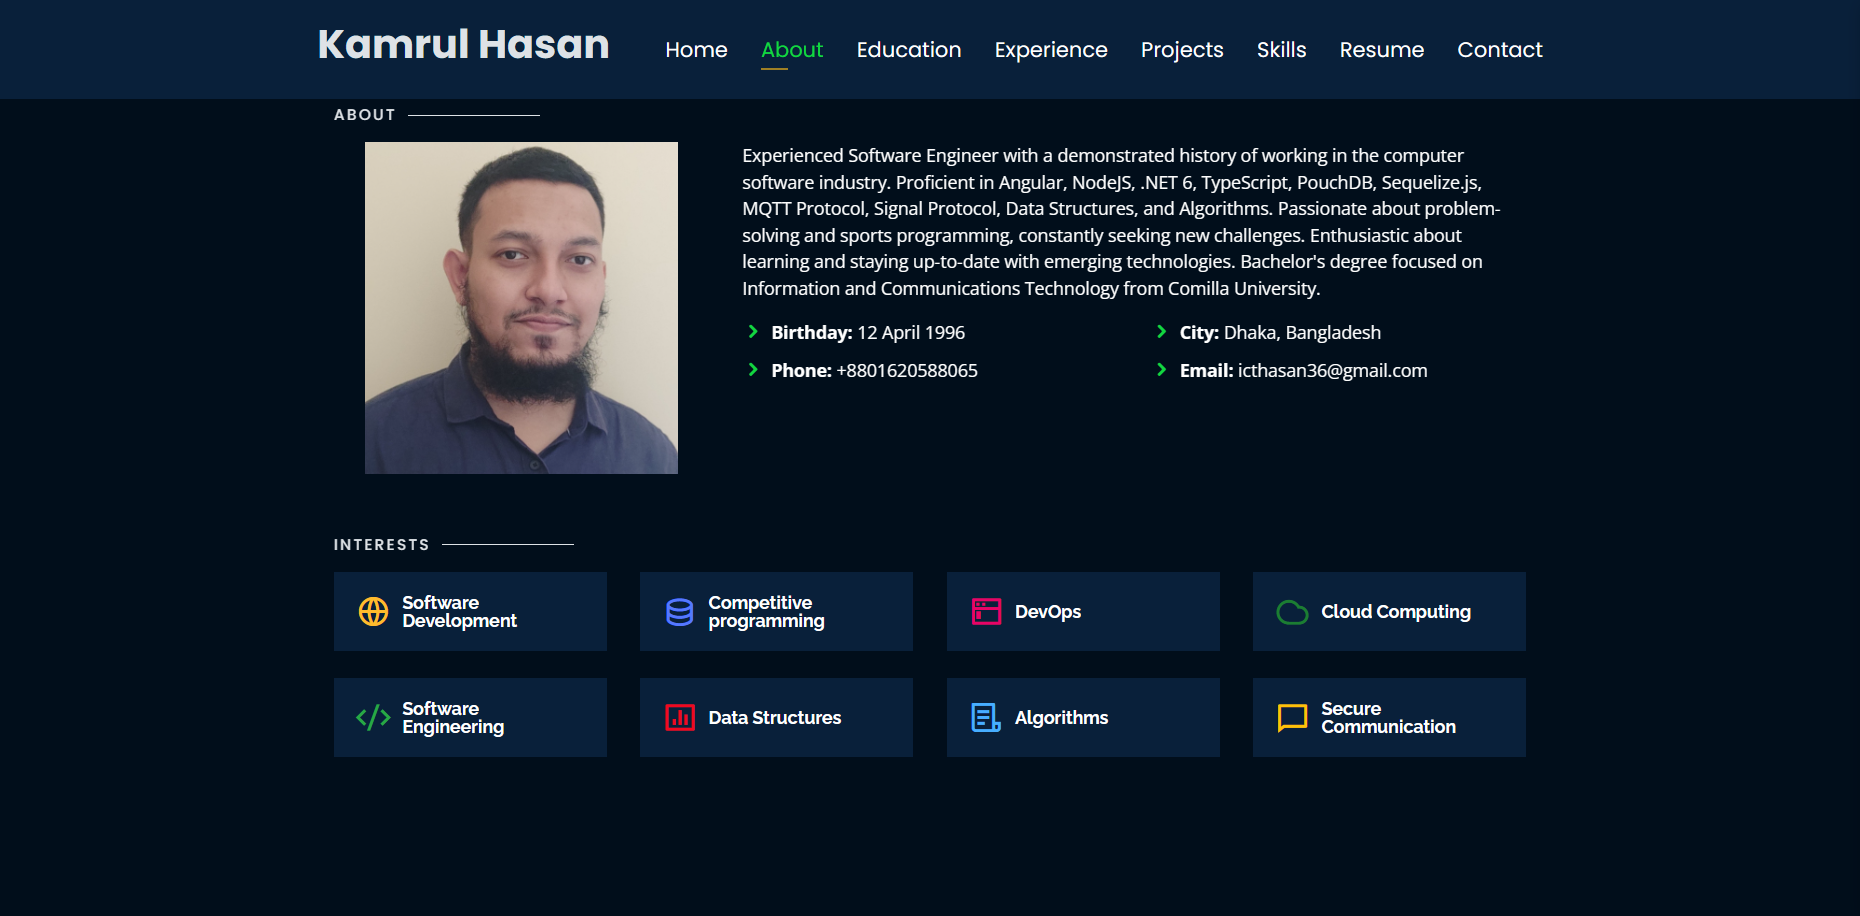 Kamrul Hasan
Home About Education Experience Projects Skills Resume Contact
ABOUT
Experienced Software Engineer with a demonstrated history of working in the computer
software industry. Proficient in Angular, NodeJS, .NET 6, TypeScript, PouchDB, Sequelize.js,
MQTT Protocol, Signal Protocol, Data Structures, and Algorithms. Passionate about problem-
solving and sports programming, constantly seeking new challenges. Enthusiastic about
learning and staying up-to-date with emerging technologies. Bachelor's degree focused on
Information and Communications Technology from Comilla University.
Birthday: 12 April 1996
City: Dhaka, Bangladesh
Phone: +8801620588065
Email: icthasan36@gmail.com
INTERESTS
Software
Development
Competitive
programming
DevOps
Cloud Computing
Software
Engineering
Data Structures
Algorithms
Secure
Communication